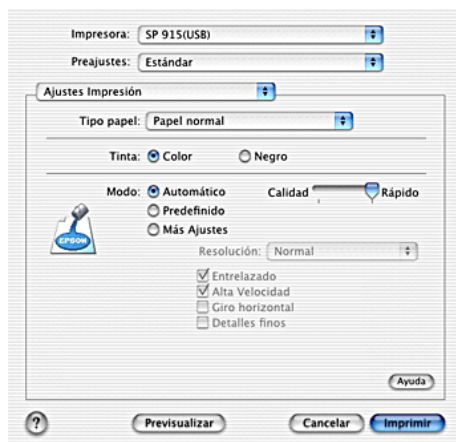 Impresora: SP 915(USB)
Preajustes: Estándar
Ajustes Impresión
Tipo papel: Papel normal
Tinta: Color Negro
Modo: Automático Calidad Rápido
Predefinido
Más Ajustes
EPSON
Resolución: Normal
Entrelazado
Alta Velocidad
Giro horizontal
Detalles finos
Ayuda
? Previsualizar Cancelar Imprimir